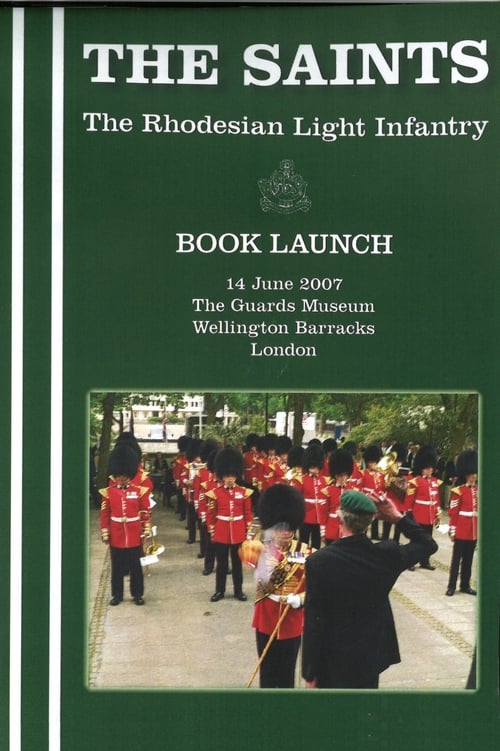 THE SAINTS
The Rhodesian Light Infantry
BOOK LAUNCH
14 June 2007
The Guards Museum
Wellington Barracks
London